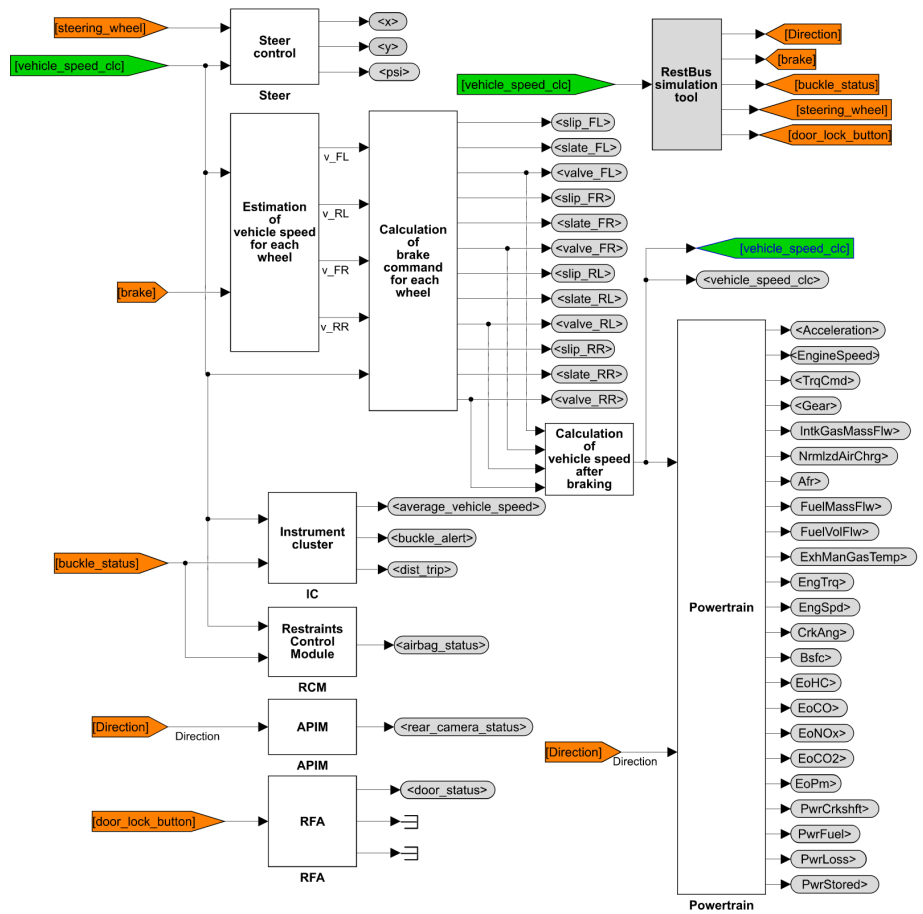 [steering_wheel]
[vehicle_speed_clc]
Steer
control
Steer
<x>
<y>
<psi>
[vehicle_speed_clc]
RestBus
simulation
tool
[Direction]
[brake]
[buckle_status]
[steering_wheel]
[door_lock_button]
[brake]
Estimation
of
vehicle speed
for each
wheel
v_FL
v_RL
v_FR
v_RR
Calculation
of
brake
command
for each
wheel
<slip_FL>
<slate_FL>
<valve_FL>
<slip_FR>
<slate_FR>
<valve_FR>
<slip_RL>
<slate_RL>
<valve_RL>
<slip_RR>
<slate_RR>
<valve_RR>
Calculation
of
vehicle speed
after
braking
[vehicle_speed_clc]
<vehicle_speed_clc>
[buckle_status]
Instrument
cluster
IC
<average_vehicle_speed>
<buckle_alert>
<dist_trip>
Restraints
Control
Module
RCM
<airbag_status>
[Direction]
Direction
APIM
APIM
<rear_camera_status>
[door_lock_button]
RFA
RFA
<door_status>
[Direction]
Direction
Powertrain
Powertrain
<Acceleration>
<EngineSpeed>
<TrqCmd>
<Gear>
IntkGasMassFlw>
NrmlzdAirChrg>
Afr>
FuelMassFlw>
FuelVolFlw>
ExhManGasTemp>
EngTrq>
EngSpd>
CrkAng>
Bsfc>
EoHC>
EoCO>
EoNOx>
EoCO2>
EoPm>
PwrCrkshft>
PwrFuel>
PwrLoss>
PwrStored>